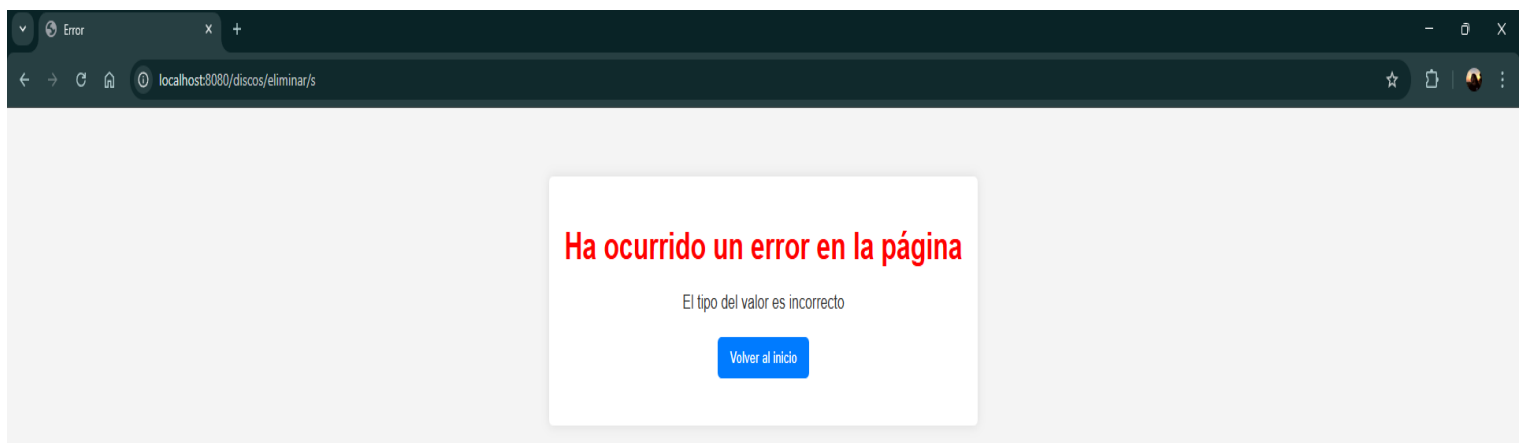 Error
localhost:8080/discos/eliminar/s
Ha ocurrido un error en la página
El tipo del valor es incorrecto
Volver al inicio